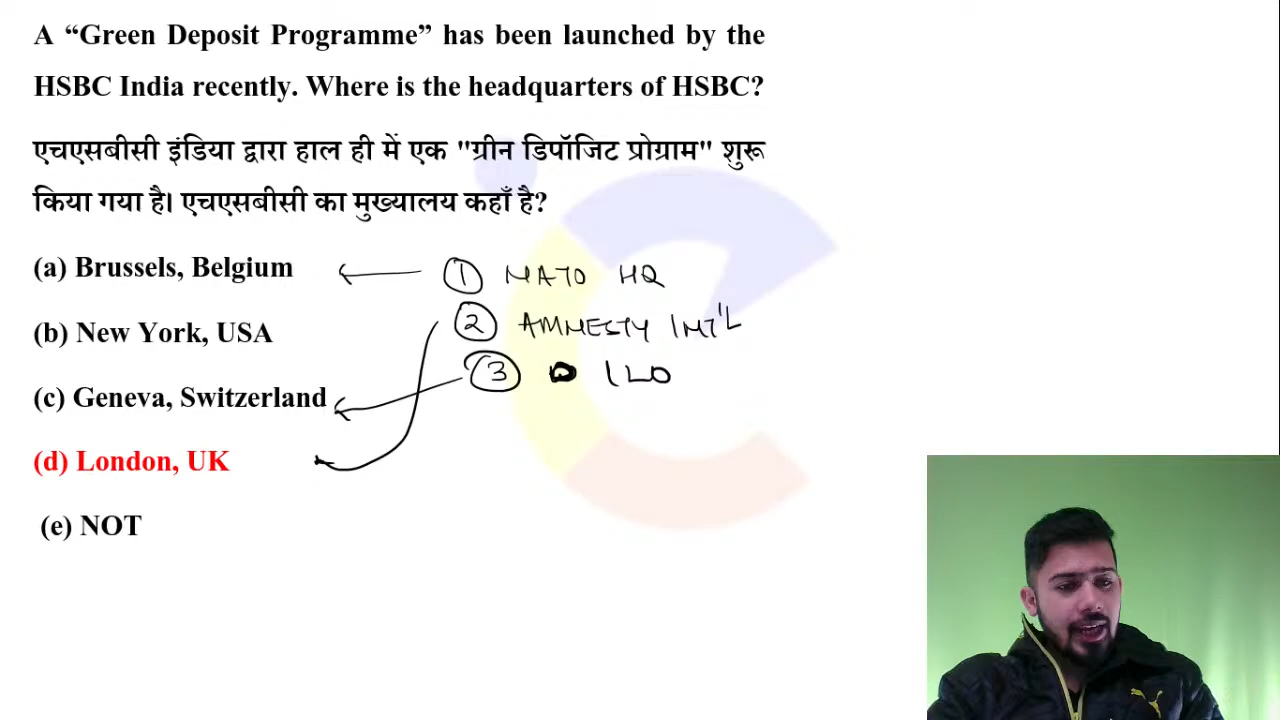 A “Green Deposit Programme” has been launched by the
HSBC India recently. Where is the headquarters of HSBC?
एचएसबीसी इंडिया द्वारा हाल ही में एक "ग्रीन डिपॉजिट प्रोग्राम" शुरू
किया गया है। एचएसबीसी का मुख्यालय कहाँ है?
(a) Brussels, Belgium
① NATO HQ
(b) New York, USA
② AMNESTY INT'L
(c) Geneva, Switzerland
③ ILO
(d) London, UK
(e) NOT